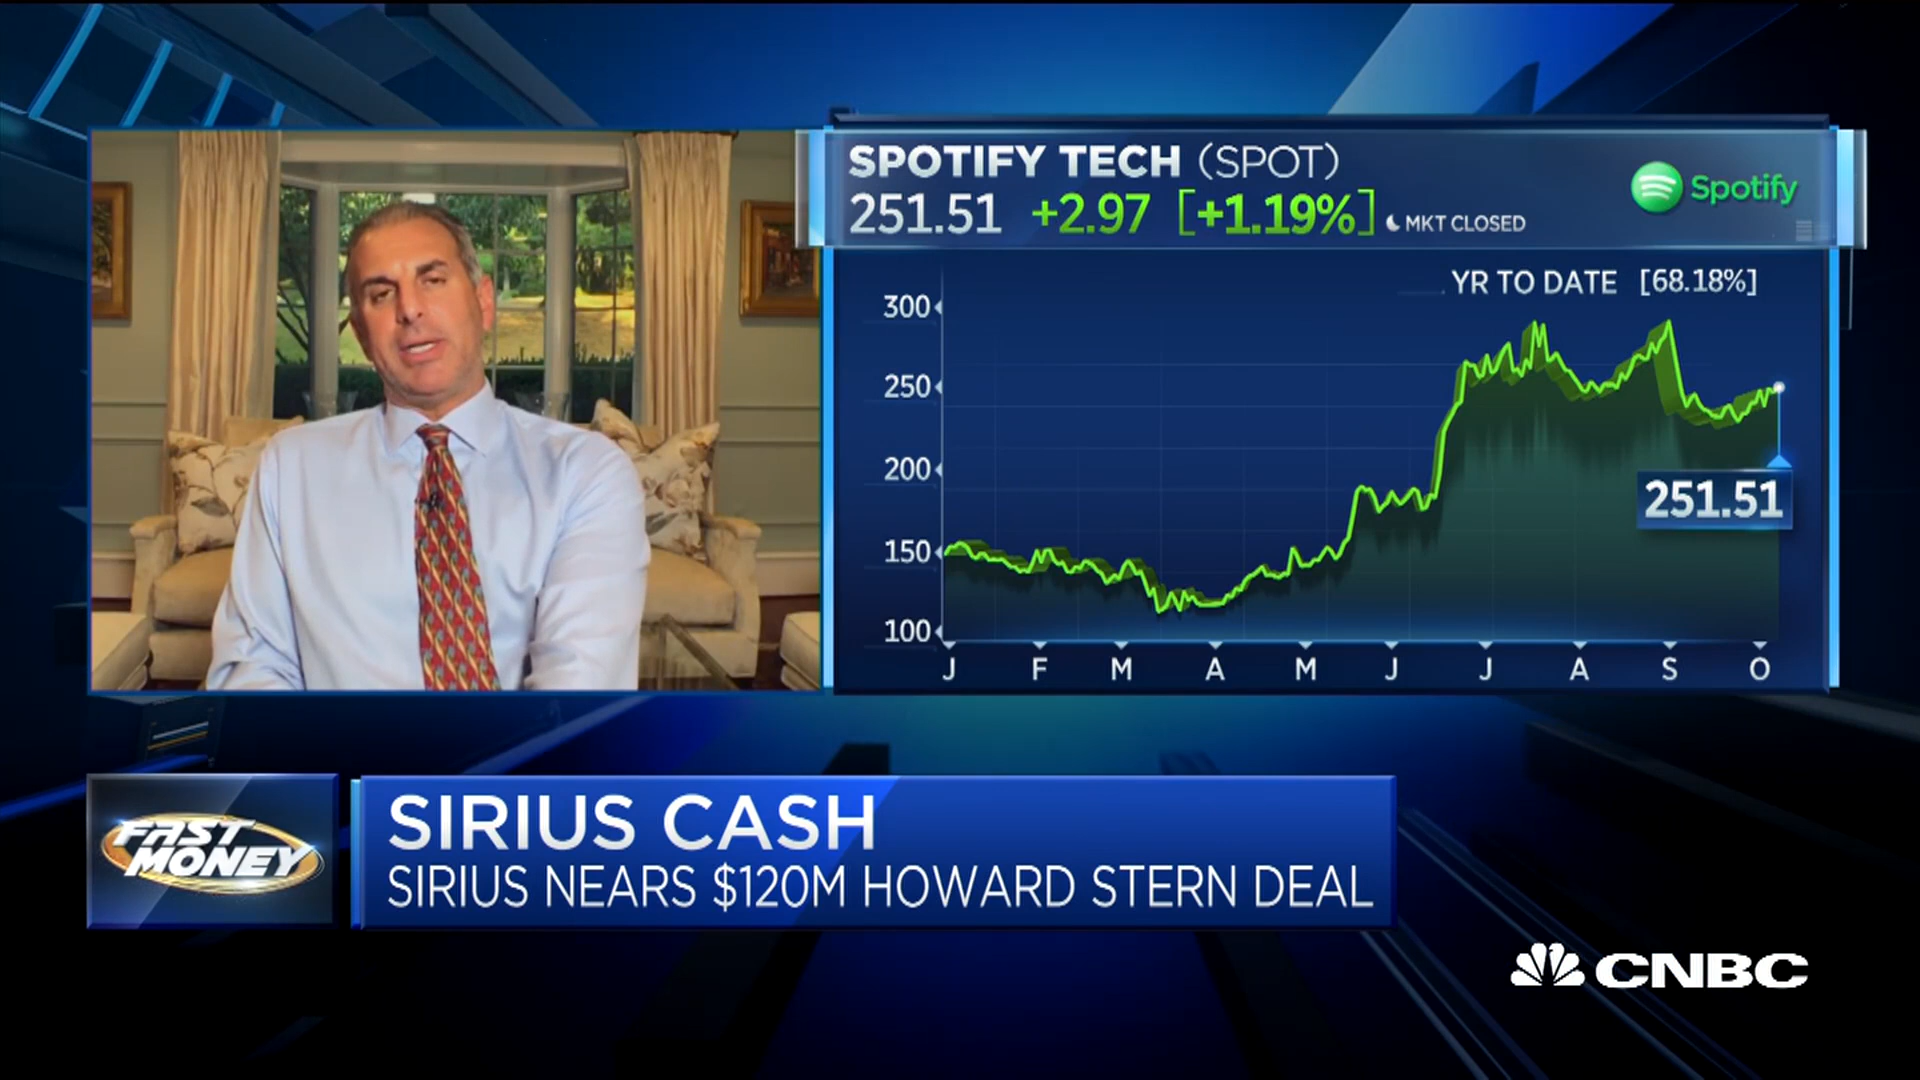 SPOTIFY TECH (SPOT)
251.51 +2.97 [+1.19%] MKT CLOSED
Spotify
YR TO DATE [68.18%]
300
250
200
150
100
251.51
J F M A M J J A S O
FAST MONEY
SIRIUS CASH
SIRIUS NEARS $120M HOWARD STERN DEAL
CNBC